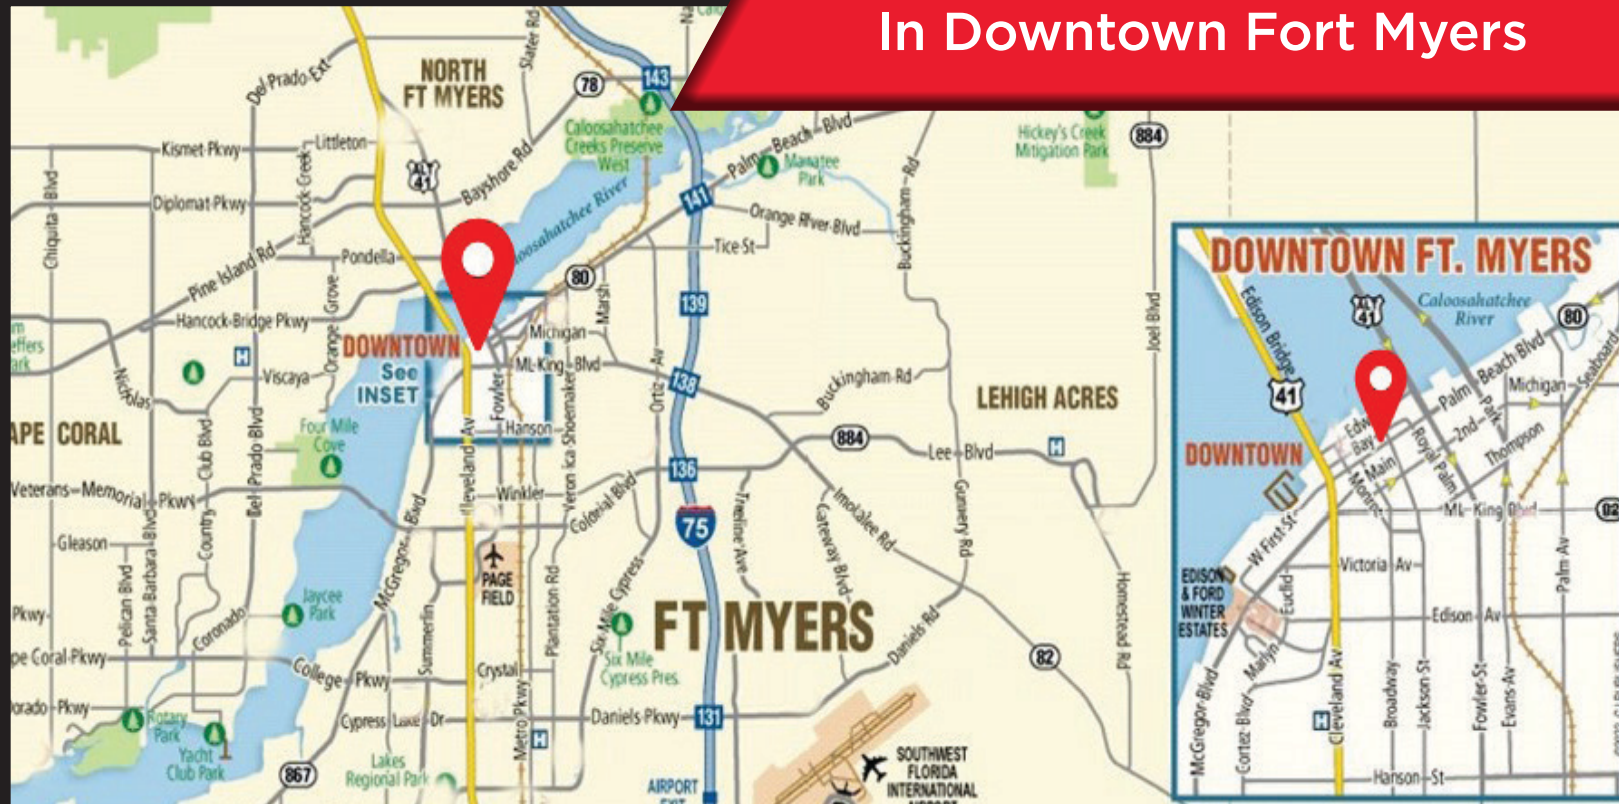 In Downtown Fort Myers
NORTH
FT MYERS
Slater Rd
Del Prado Ext
78
143
Caloosahatchee
Creeks Preserve
West
Palm Beach Blvd
Manatee
Park
Hickey's Creek
Mitigation Park
884
Kismet Pkwy
Littleton
ALT
41
Bayshore Rd
141
Chiquita Blvd
Diplomat Pkwy
Hancock Creek
Orange River Blvd
Buckingham Rd
Tice St
Pine Island Rd
Pondella
80
139
Marsh
Orange Grove
Hancock Bridge Pkwy
Michigan
DOWNTOWN
See
INSET
ML King Blvd
138
Ortiz Av
Joel Blvd
Nicholas
Viscaya
Fowler
Buckingham Rd
LEHIGH ACRES
Four Mile
Cove
Hanson
884
Lee Blvd
Country Club Blvd
Del Prado Blvd
Cleveland Av
136
Veterans Memorial Pkwy
Winkler
Colonial Blvd
75
Treeline Ave
Gateway Blvd
Immokalee Rd
Gunnery Rd
Gleason
Pelican Blvd
Santa Barbara Blvd
McGregor Blvd
PAGE
FIELD
Plantation Rd
Six Mile Cypress
Homestead Rd
Jaycee
Park
Coronado
Summerlin
FT MYERS
Daniels Rd
82
Six Mile
Cypress Pres.
College Pkwy
Crystal
Metro Pkwy
Cypress Lake Dr
Daniels Pkwy
131
Rotary
Park
Yacht
Club Park
867
Lakes
Regional Park
AIRPORT
SOUTHWEST
FLORIDA
INTERNATIONAL
DOWNTOWN FT. MYERS
Edison Bridge
ALT
41
Caloosahatchee
River
80
Seaboard
41
Palm Beach Blvd
Michigan
Park
2nd
Thompson
Bay
Main
Monroe
Royal Palm
DOWNTOWN
W First St
Victoria Av
Palm Av
EDISON
& FORD
WINTER
ESTATES
Euclid
Edison Av
Marlyn
McGregor Blvd
Cortez Blvd
Cleveland Av
Broadway
Jackson St
Fowler St
Evans Av
Hanson St